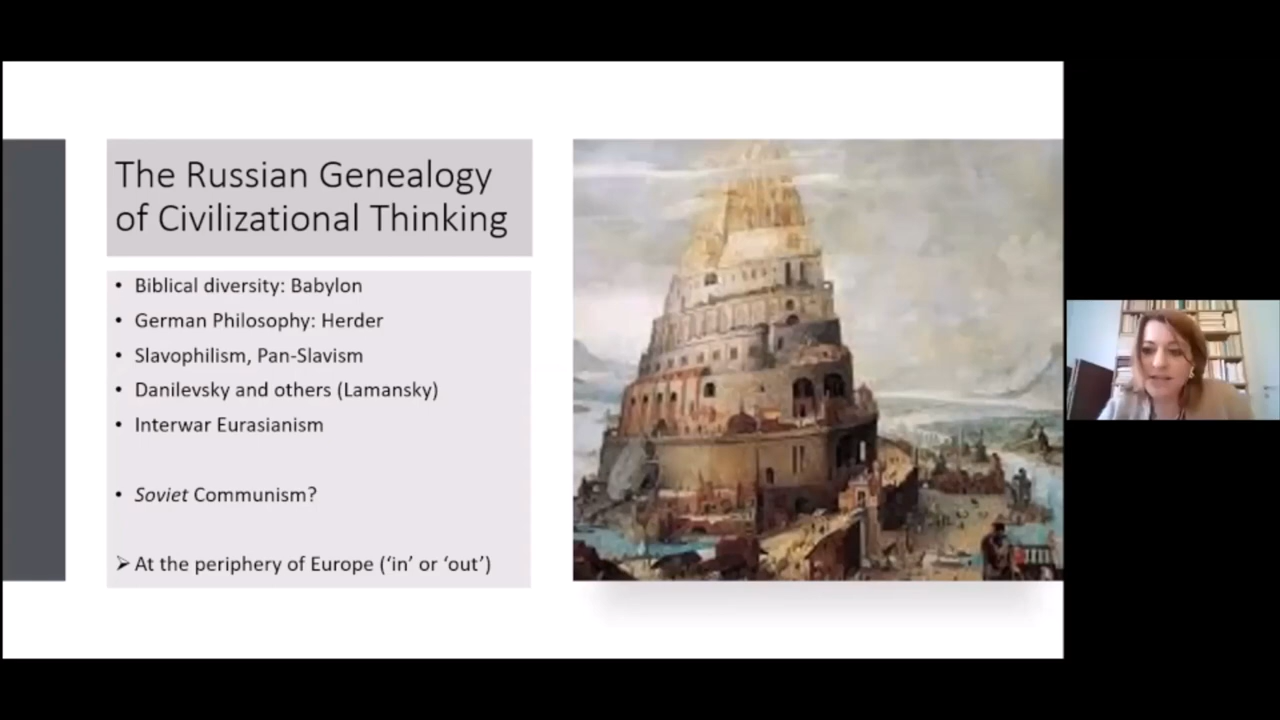 The Russian Genealogy
of Civilizational Thinking
• Biblical diversity: Babylon
• German Philosophy: Herder
• Slavophilism, Pan-Slavism
• Danilevsky and others (Lamansky)
• Interwar Eurasianism
• Soviet Communism?
➢ At the periphery of Europe (‘in’ or ‘out’)